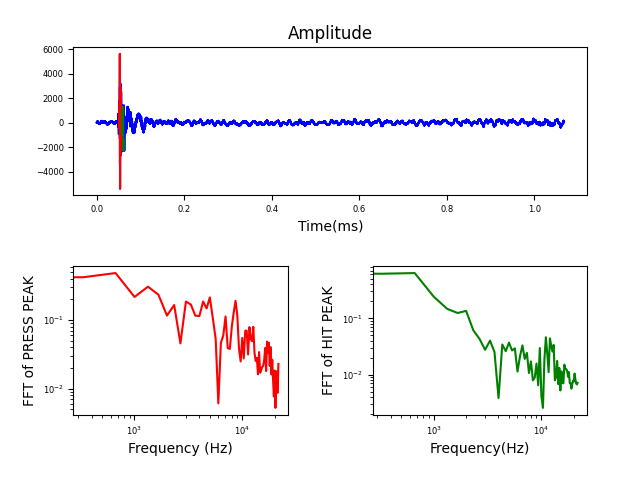 Amplitude
6000
4000
2000
0
−2000
−4000
0.0 0.2 0.4 0.6 0.8 1.0
Time(ms)
FFT of PRESS PEAK
10⁻¹
10⁻²
10³ 10⁴
Frequency (Hz)
FFT of HIT PEAK
10⁻¹
10⁻²
10³ 10⁴
Frequency(Hz)